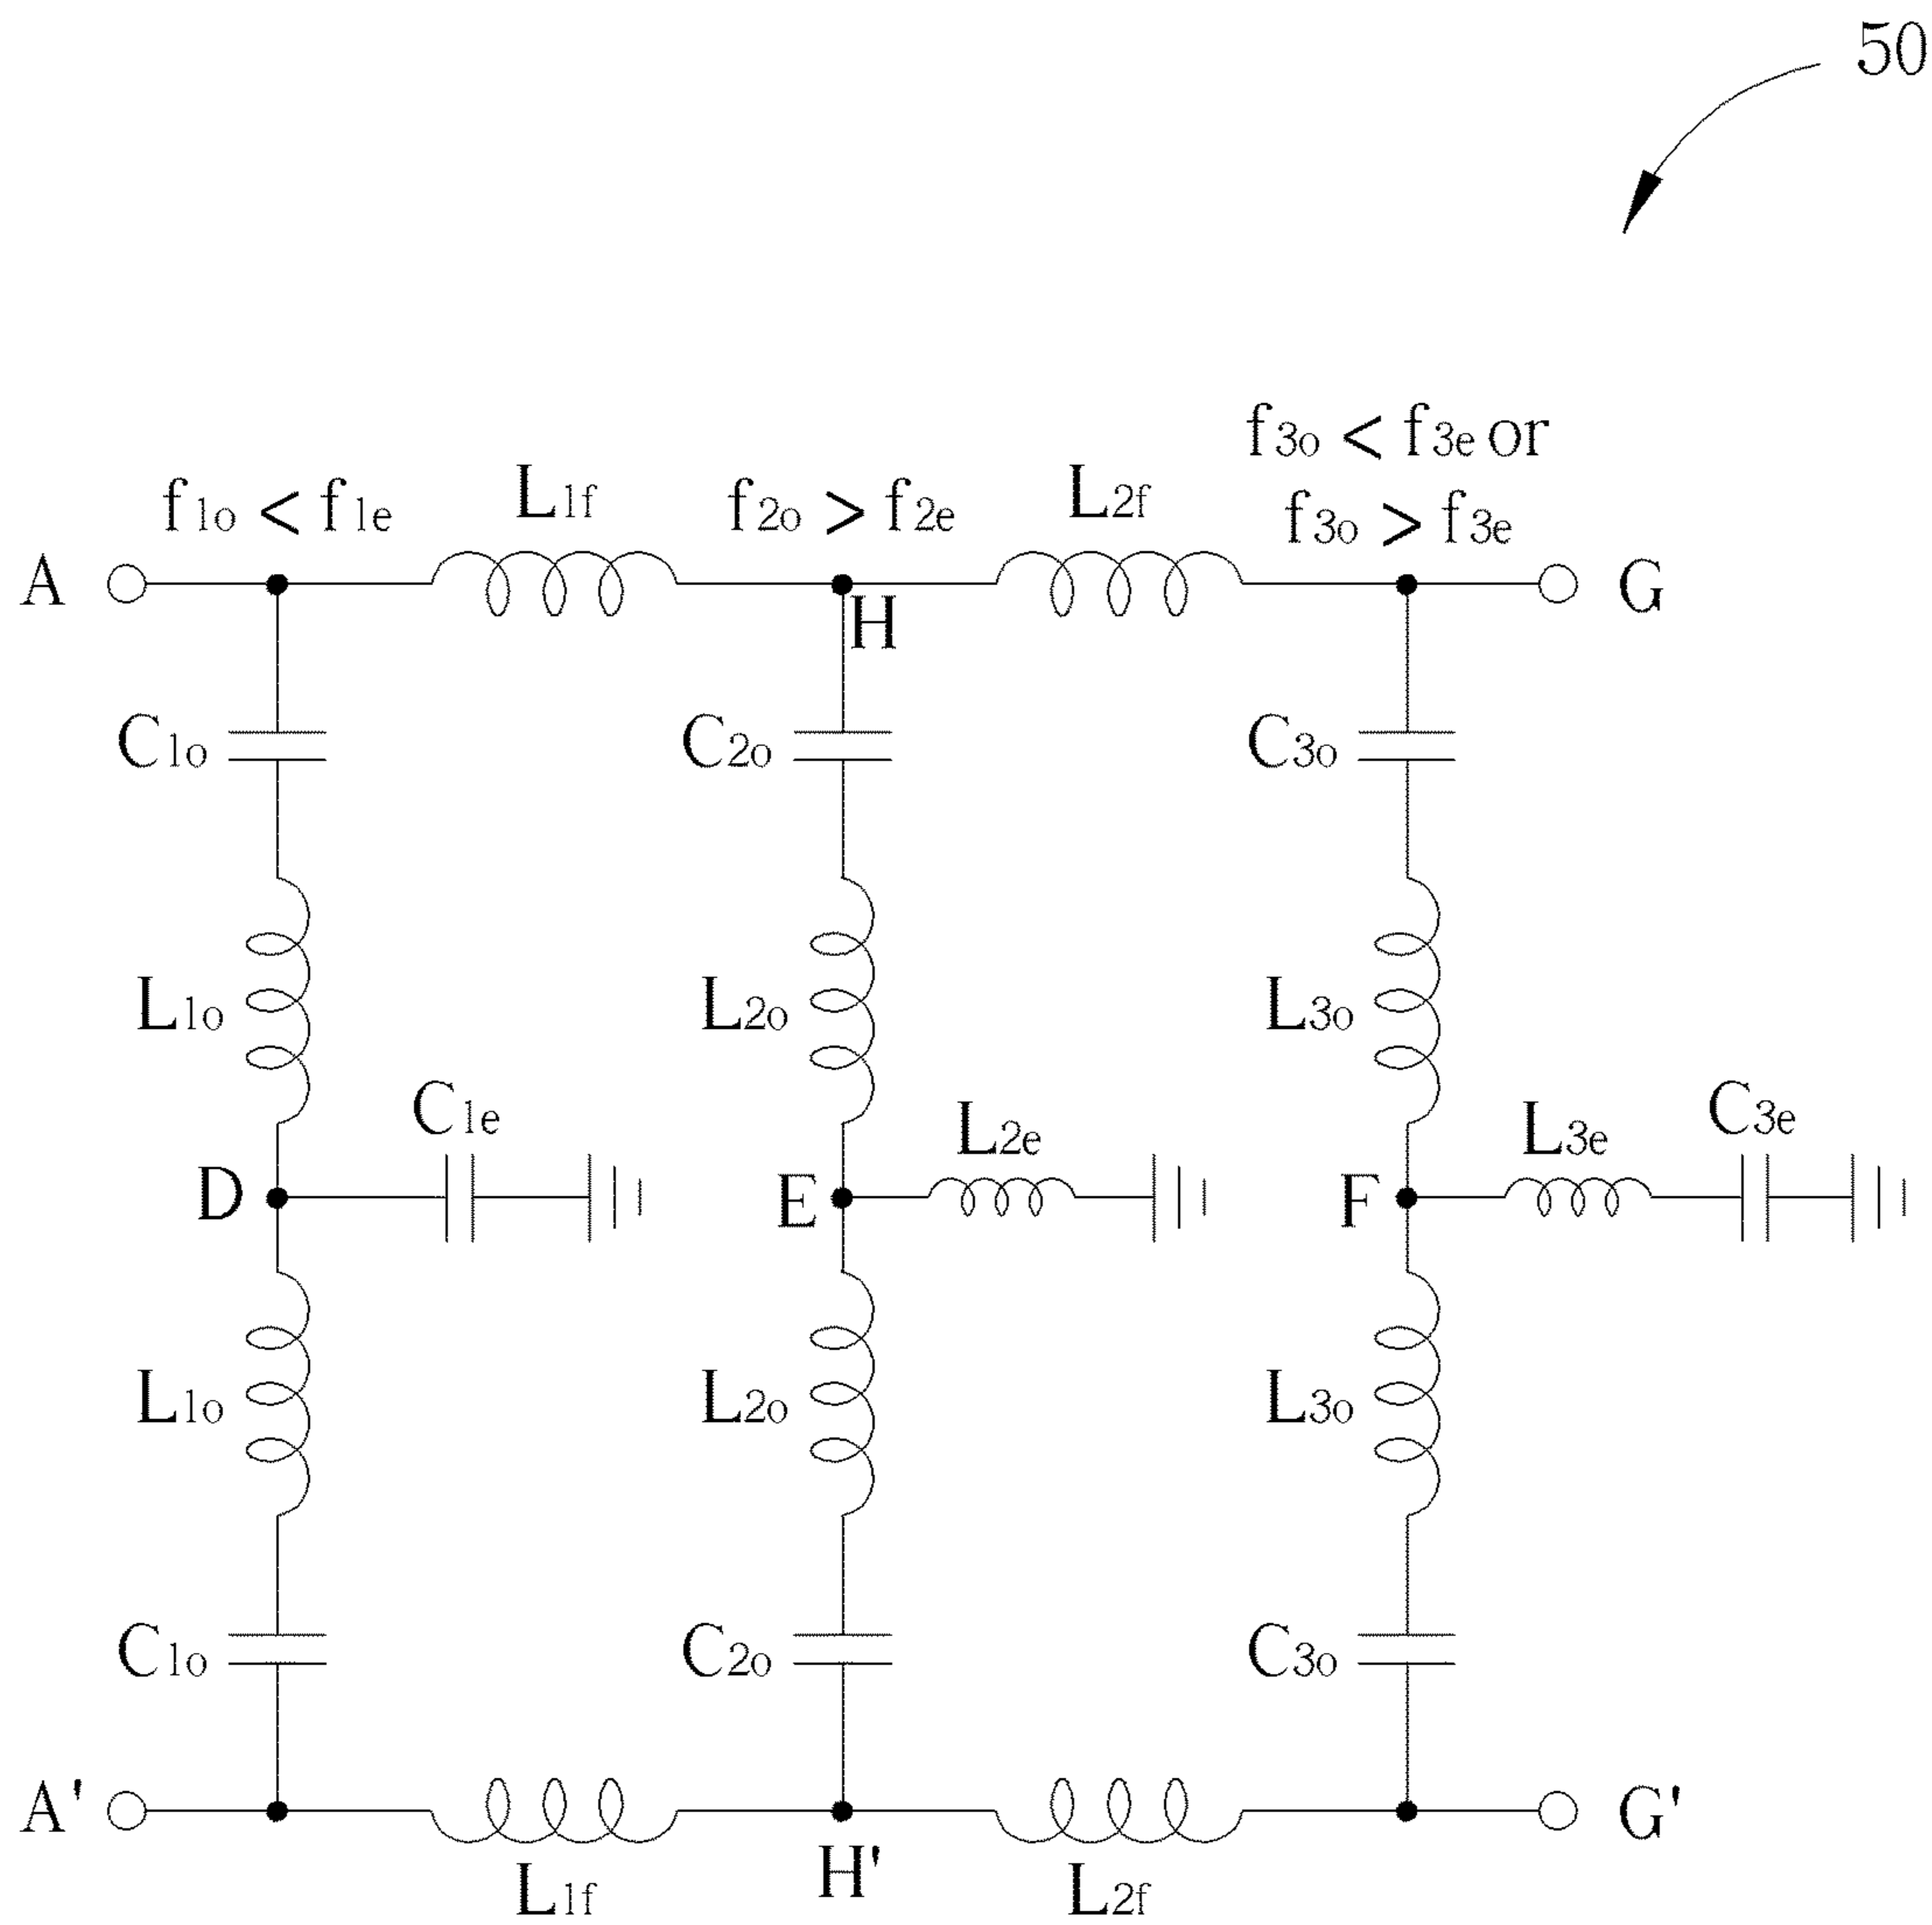 50
f3o < f3e or
f1o < f1e L1f f2o > f2e L2f f3o > f3e
A H G
C1o C2o C3o
L1o L2o L3o
C1e L2e L3e C3e
D E F
L1o L2o L3o
C1o C2o C3o
A' H' G'
L1f L2f